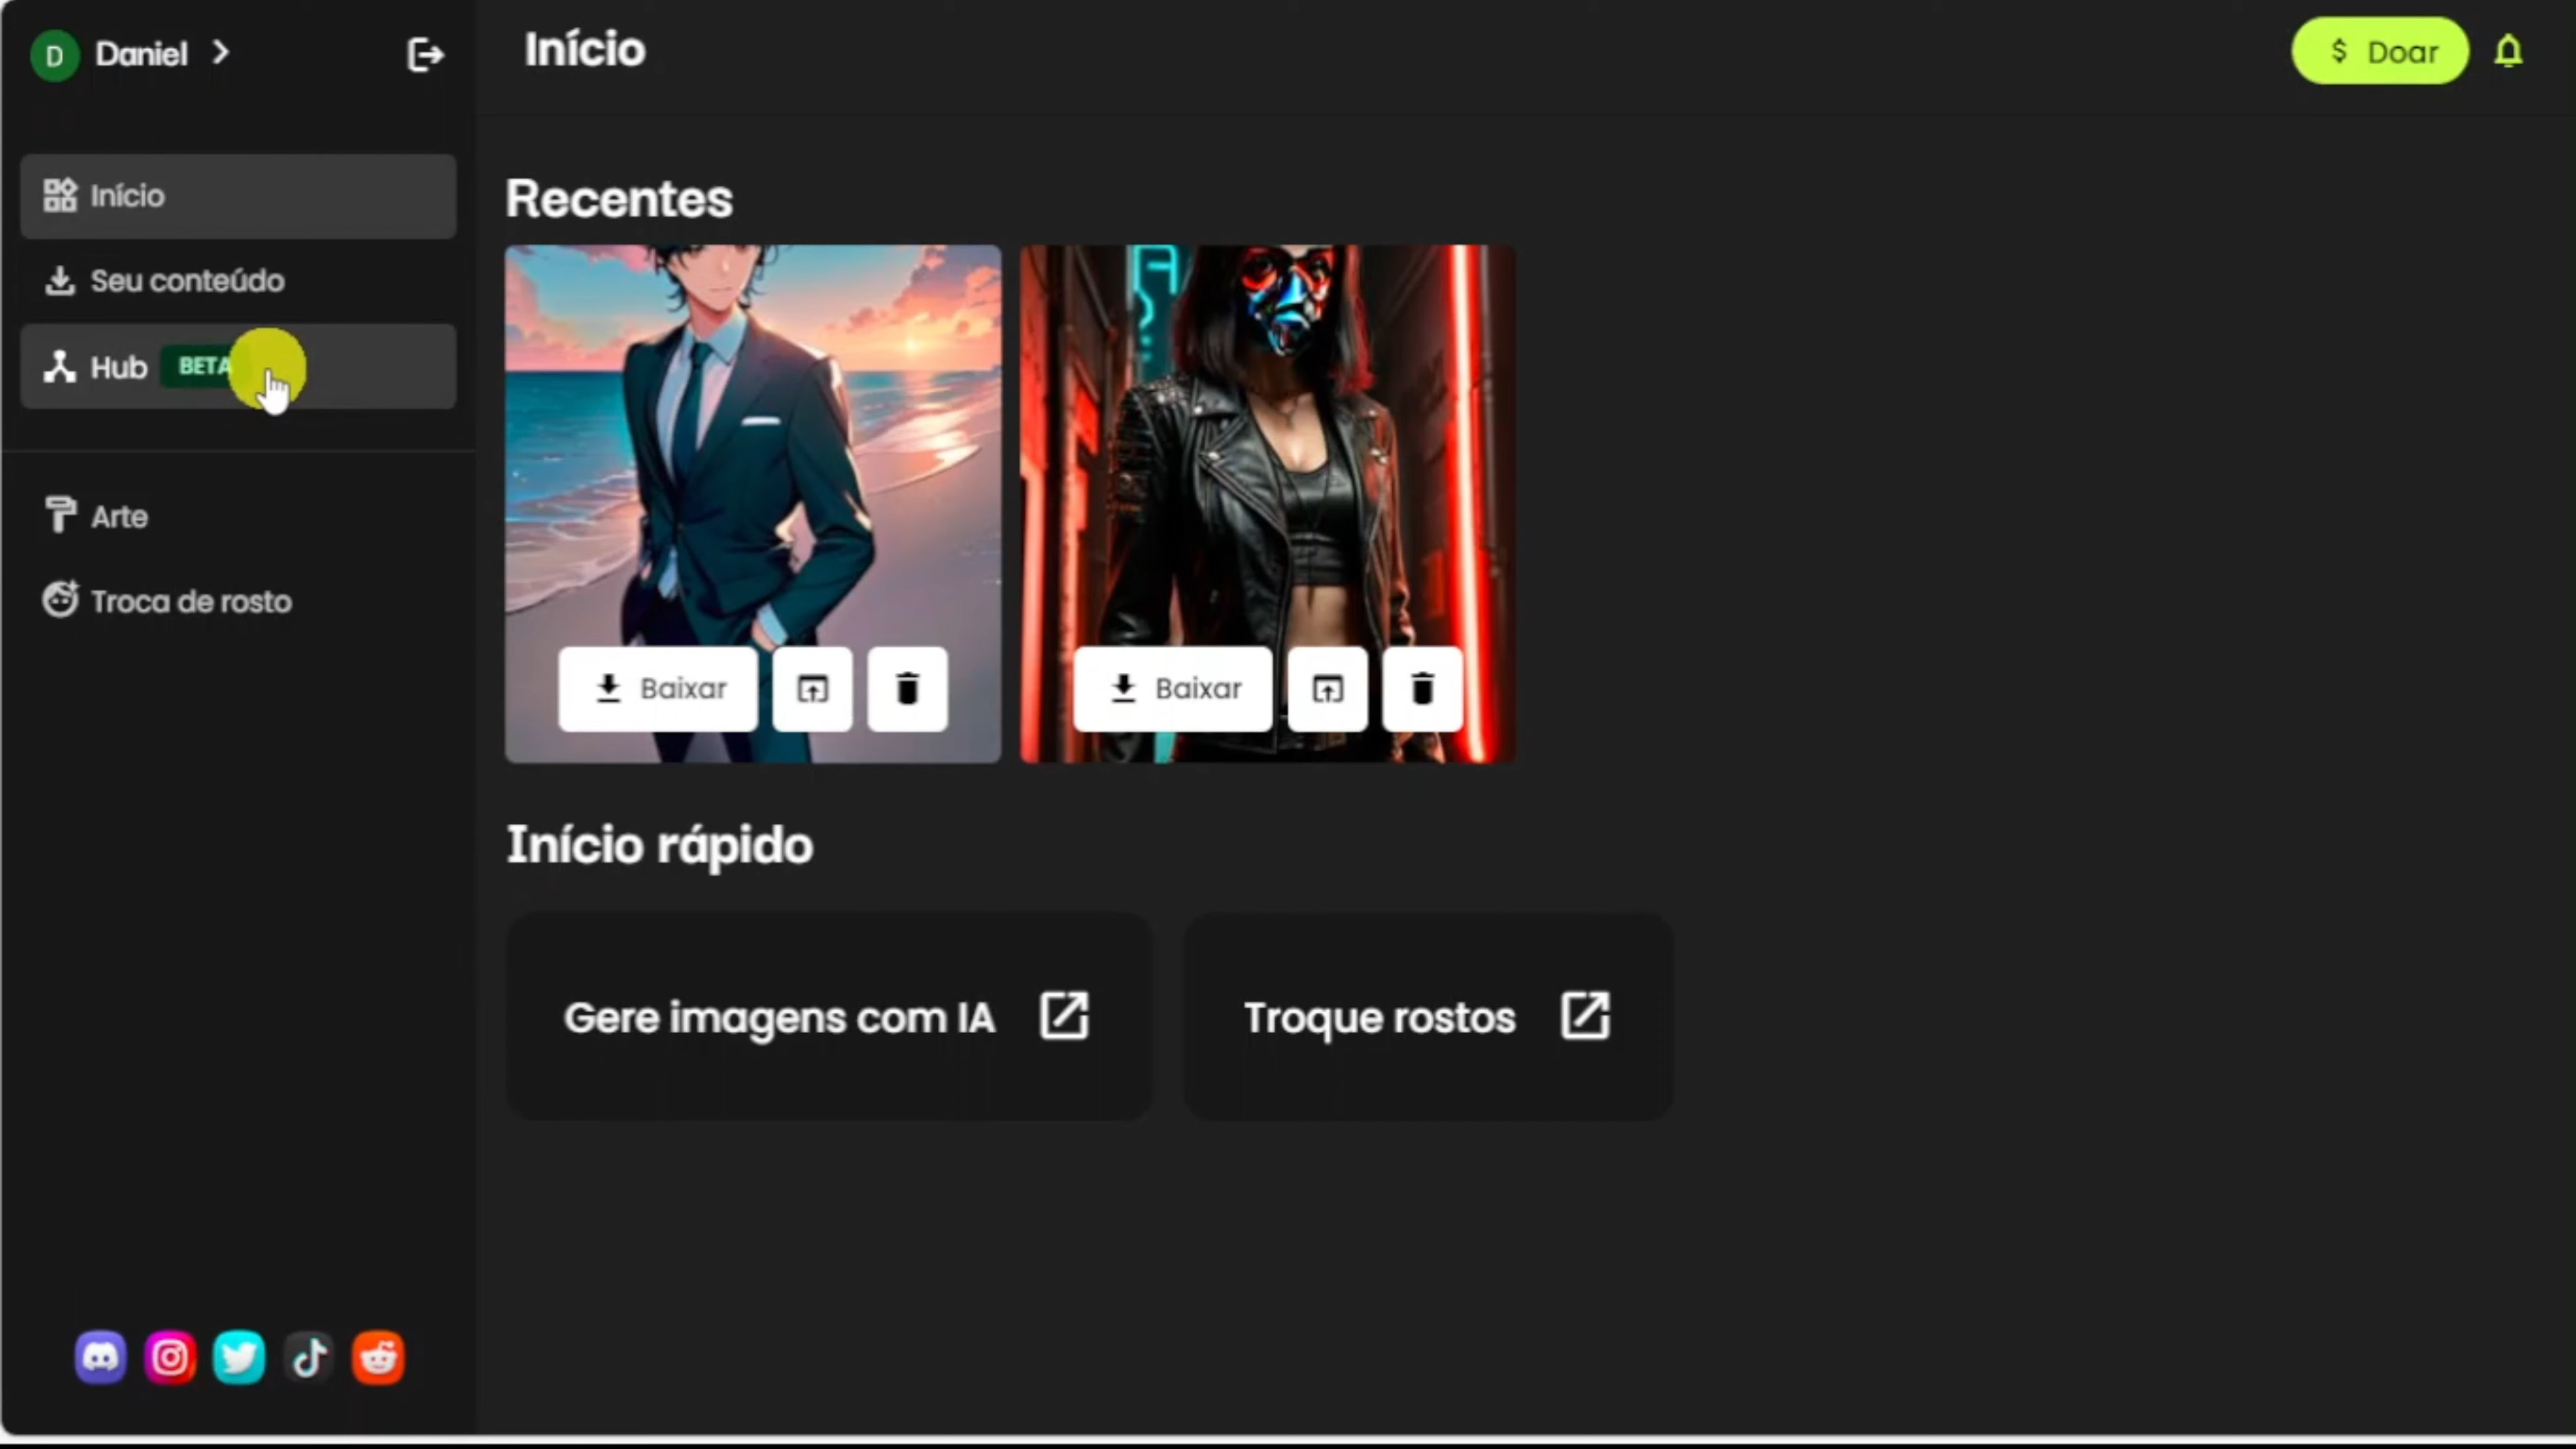 D Daniel
Início
$ Doar
Início
Seu conteúdo
Hub BETA
Arte
Troca de rosto
Recentes
Baixar
Baixar
Início rápido
Gere imagens com IA
Troque rostos